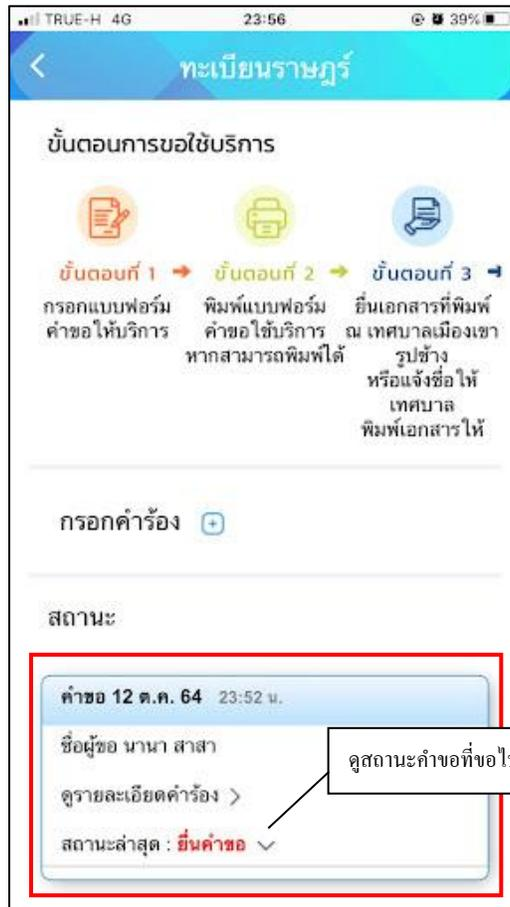 TRUE-H 4G 23:56 39%
ทะเบียนราษฎร์
ขั้นตอนการขอใช้บริการ
ขั้นตอนที่ 1 ขั้นตอนที่ 2 ขั้นตอนที่ 3
กรอกแบบฟอร์ม พิมพ์แบบฟอร์ม ยื่นเอกสารที่พิมพ์
คำขอให้บริการ คำขอใช้บริการ ณ เทศบาลเมืองเขา
หากสามารถพิมพ์ได้ รูปช้าง
หรือแจ้งชื่อให้
เทศบาล
พิมพ์เอกสารให้
กรอกคำร้อง
สถานะ
คำขอ 12 ต.ค. 64 23:52 น.
ชื่อผู้ขอ นานา สาสา
ดูสถานะคำขอที่ขอ
ดูรายละเอียดคำร้อง >
สถานะล่าสุด : ยื่นคำขอ